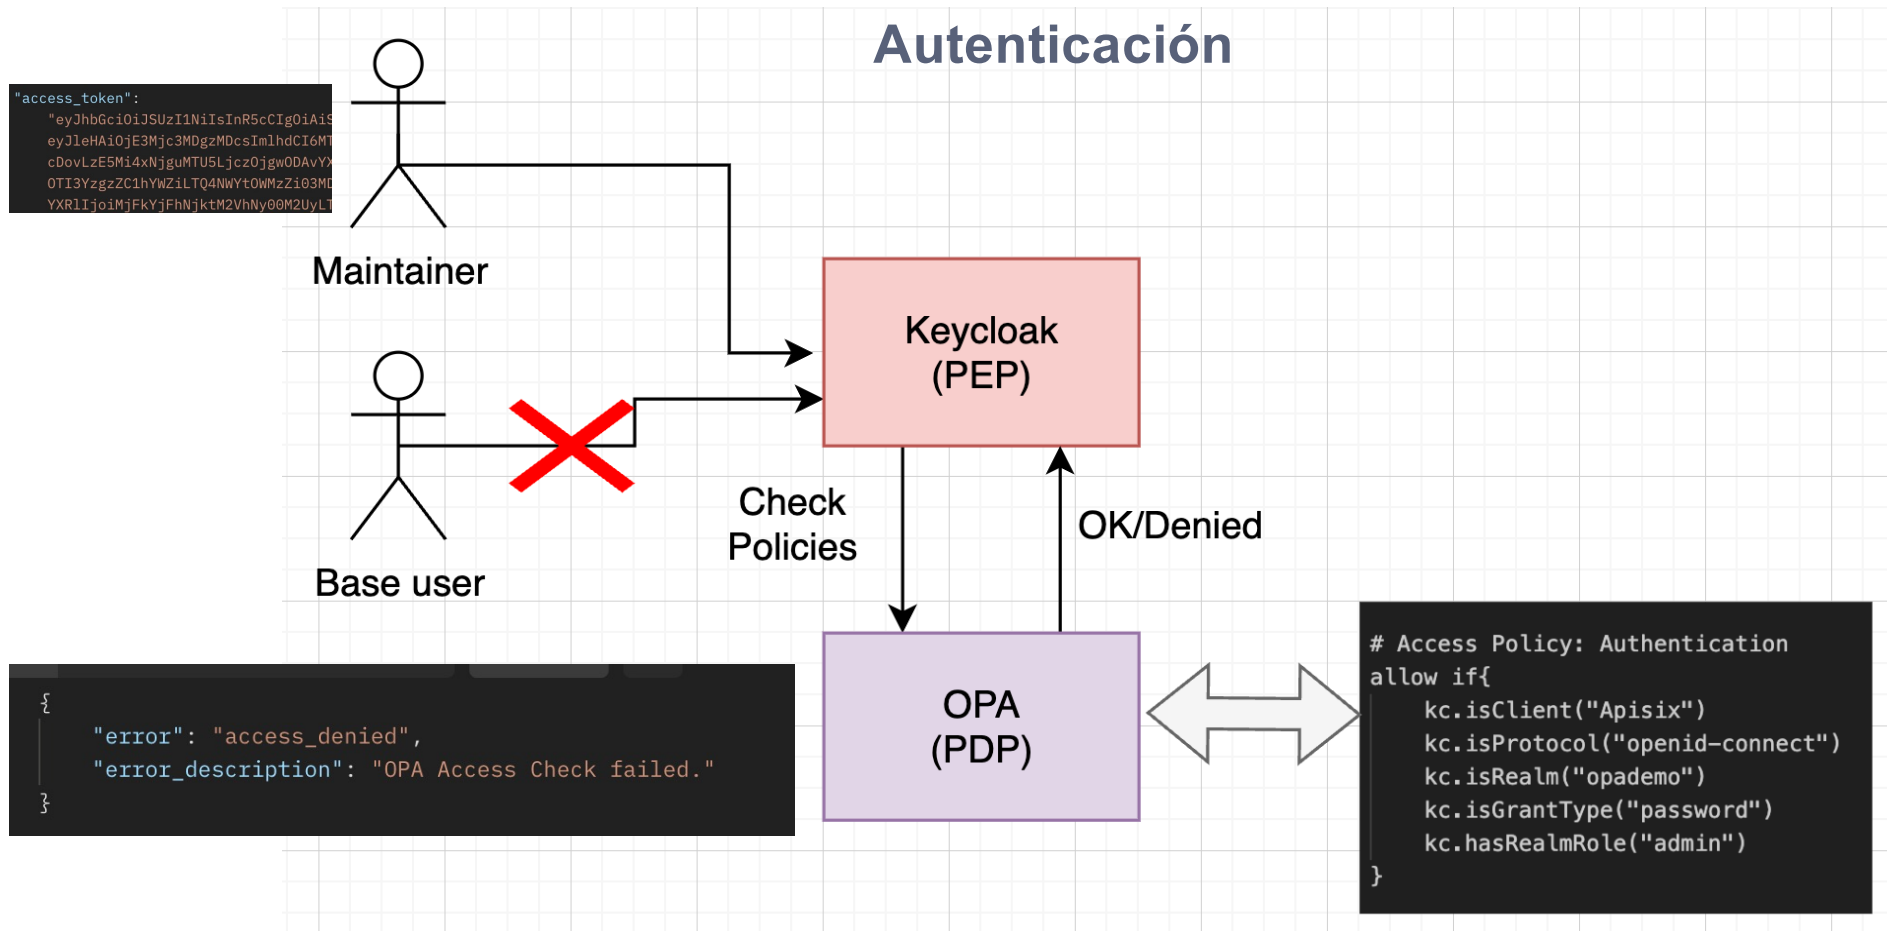 Autenticación
"access_token":
"eyJhbGciOiJSUzI1NiIsInR5cCIgOiAiS
eyJleHAiOjE3Mjc3MDgzMDcsImlhdCI6MT
cDovLzE5Mi4xNjguMTU5LjczOjgwODAvYX
OTI3YzgzZC1hYWZiLTQ4NWYtOWMzZi03MD
YXRlIjoiMjFkYjFhNjktM2VhNy00M2UyLT
Maintainer
Keycloak
(PEP)
Base user
Check
Policies
OK/Denied
{
"error": "access_denied",
"error_description": "OPA Access Check failed."
}
OPA
(PDP)
# Access Policy: Authentication
allow if{
kc.isClient("Apisix")
kc.isProtocol("openid-connect")
kc.isRealm("opademo")
kc.isGrantType("password")
kc.hasRealmRole("admin")
}